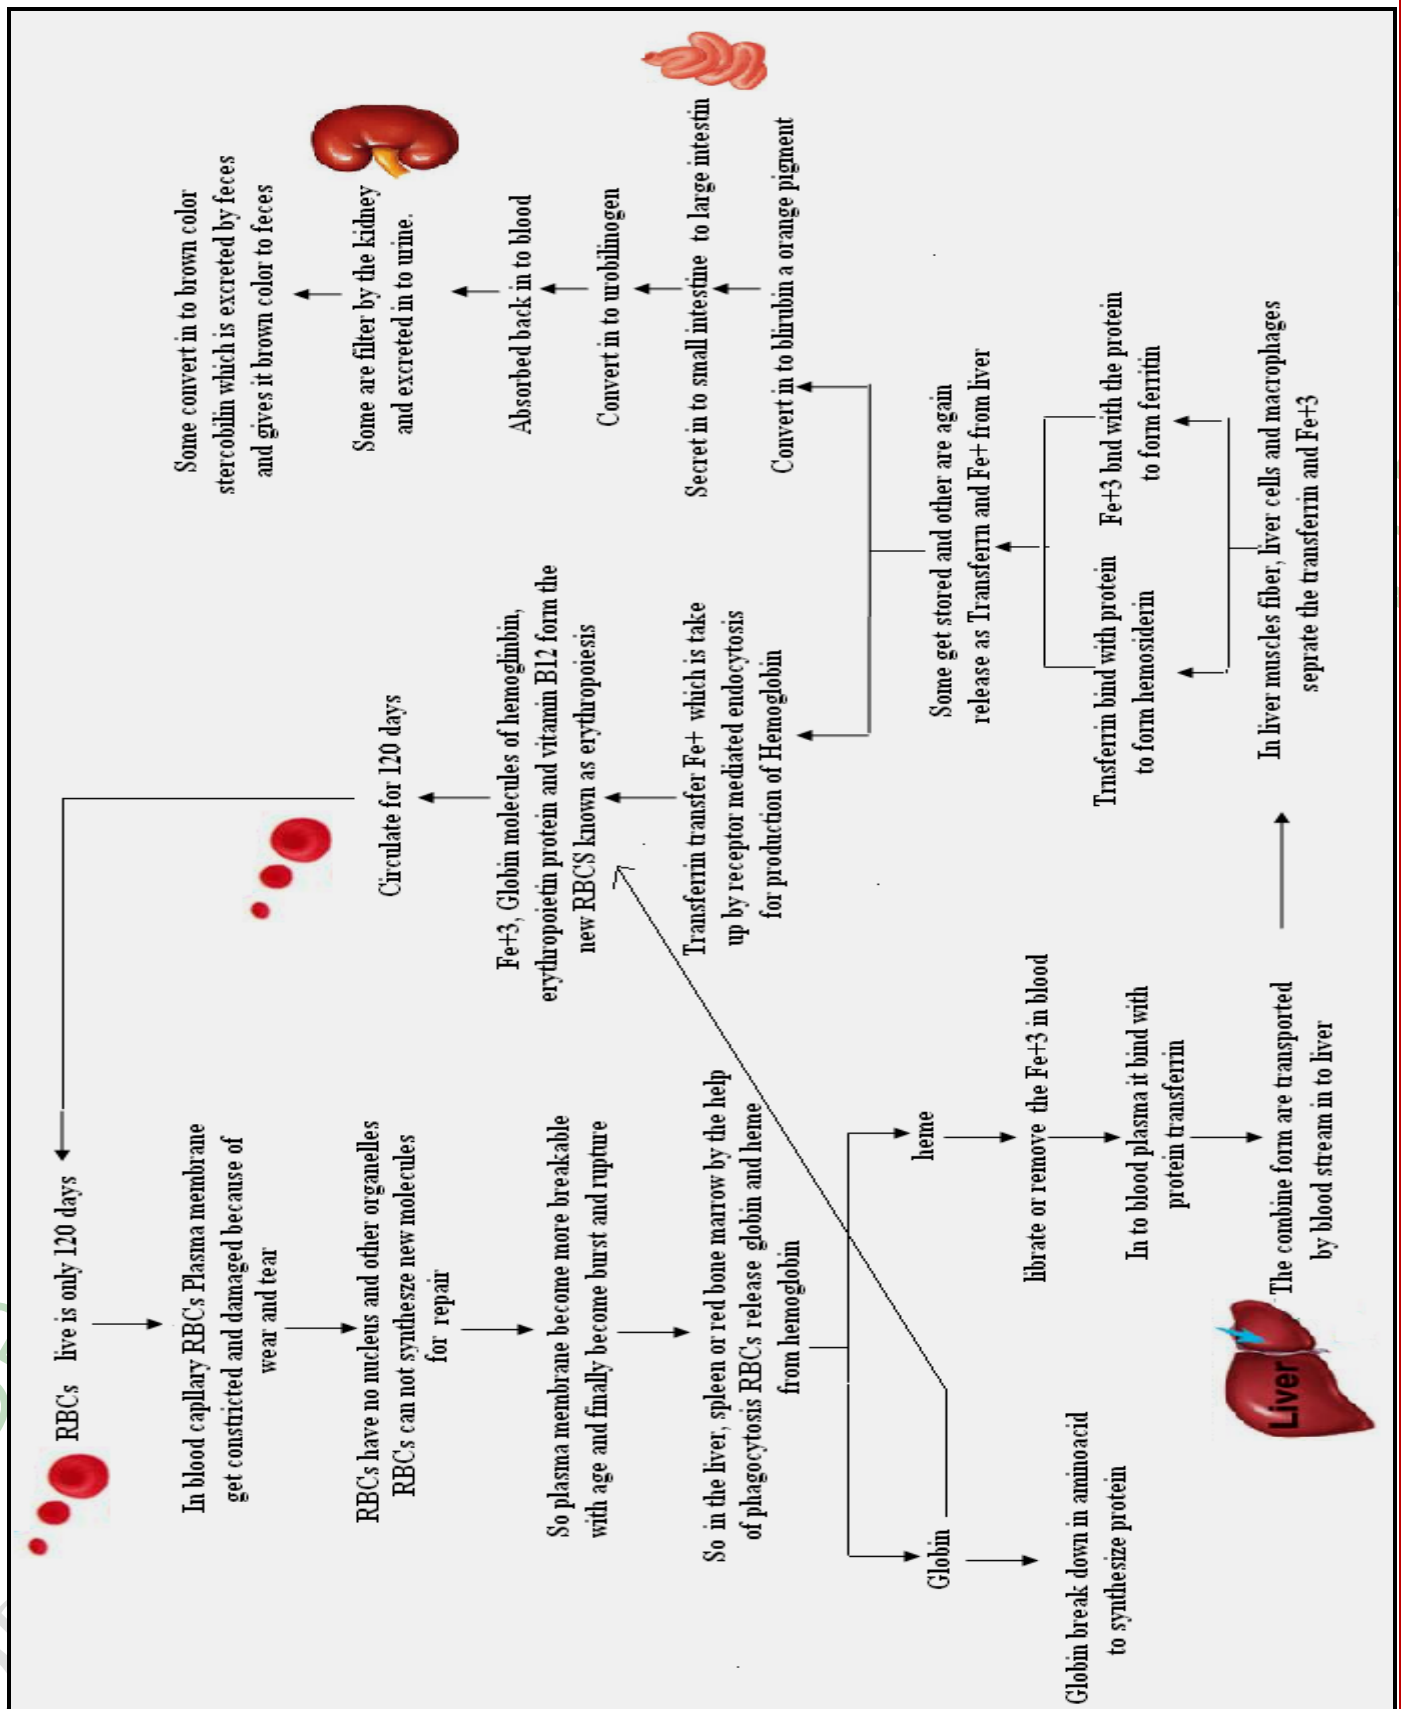 RBCs live is only 120 days
In blood capllary RBCs Plasma membrane
get constricted and damaged because of
wear and tear
RBCs have no nucleus and other organelles
RBCs can not synthesze new molecules
for repair
So plasma membrane become more breakable
with age and finally become burst and rupture
So in the liver, spleen or red bone marrow by the help
of phagocytosis RBCs release globin and heme
from hemoglobin
Globin
Globin break down in aminoacid
to synthesize protein
heme
librate or remove the Fe+3 in blood
In to blood plasma it bind with
protein transferrin
The combine form are transported
by blood stream in to liver
Liver
In liver muscles fiber, liver cells and macrophages
seprate the transferrin and Fe+3
Trnsferrin bind with protein
to form hemosiderin
Fe+3 bnd with the protein
to form ferritin
Some get stored and other are again
release as Transferrn and Fe+ from liver
Transferrin transfer Fe+ which is take
up by receptor mediated endocytosis
for production of Hemoglobin
Fe+3, Globin molecules of hemoglinbin,
erythropoietin protein and vitamin B12 form the
new RBCS known as erythropoiesis
Circulate for 120 days
Convert in to blirubin a orange pigment
Secret in to small intestine to large intestin
Convert in to urobilinogen
Absorbed back in to blood
Some are filter by the kidney
and excreted in to urine.
Some convert in to brown color
stercobilin which is excreted by feces
and gives it brown color to feces